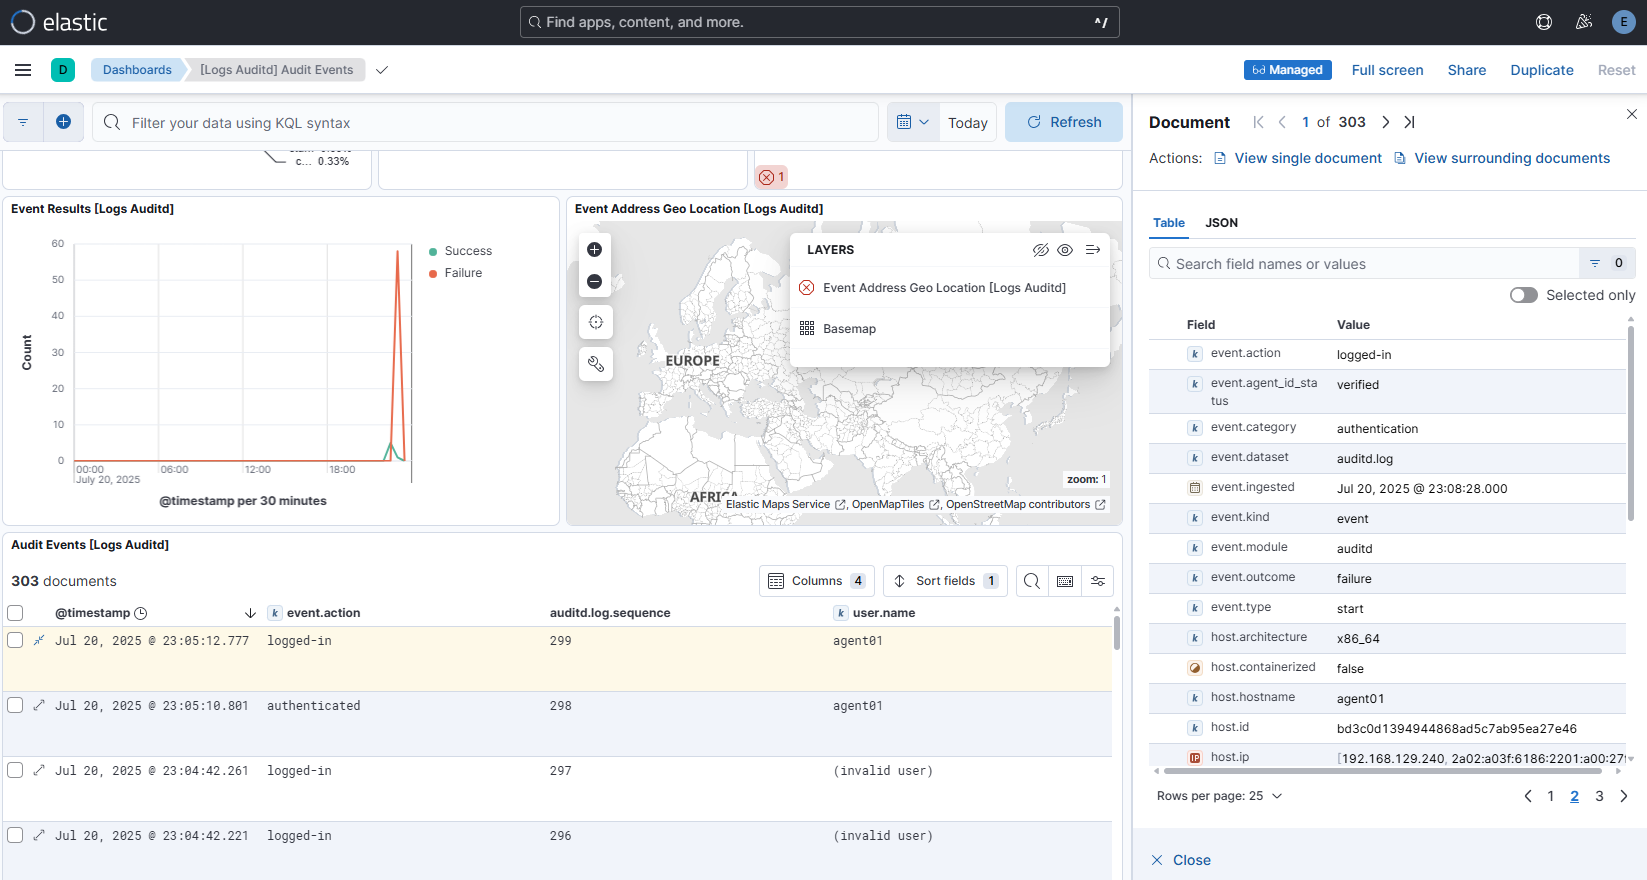 elastic
Find apps, content, and more.
^/
E
D
Dashboards
[Logs Auditd] Audit Events
Managed
Full screen
Share
Duplicate
Reset
Filter your data using KQL syntax
Today
Refresh
c... 0.33%
1
Event Results [Logs Auditd]
60
50
40
30
20
10
0
Count
00:00
July 20, 2025
06:00
12:00
18:00
@timestamp per 30 minutes
Success
Failure
Event Address Geo Location [Logs Auditd]
LAYERS
Event Address Geo Location [Logs Auditd]
Basemap
EUROPE
AFRICA
zoom: 1
Elastic Maps Service , OpenMapTiles , OpenStreetMap contributors
Audit Events [Logs Auditd]
303 documents
Columns 4
Sort fields 1
@timestamp
k event.action
auditd.log.sequence
k user.name
Jul 20, 2025 @ 23:05:12.777 logged-in 299 agent01
Jul 20, 2025 @ 23:05:10.801 authenticated 298 agent01
Jul 20, 2025 @ 23:04:42.261 logged-in 297 (invalid user)
Jul 20, 2025 @ 23:04:42.221 logged-in 296 (invalid user)
Document
1 of 303
Actions: View single document View surrounding documents
Table JSON
Search field names or values
0
Selected only
Field Value
k event.action logged-in
k event.agent_id_sta
tus verified
k event.category authentication
k event.dataset auditd.log
event.ingested Jul 20, 2025 @ 23:08:28.000
k event.kind event
k event.module auditd
k event.outcome failure
k event.type start
k host.architecture x86_64
host.containerized false
k host.hostname agent01
k host.id bd3c0d1394944868ad5c7ab95ea27e46
IP host.ip [192.168.129.240, 2a02:a03f:6186:2201:a00:27f
Rows per page: 25
1 2 3
Close